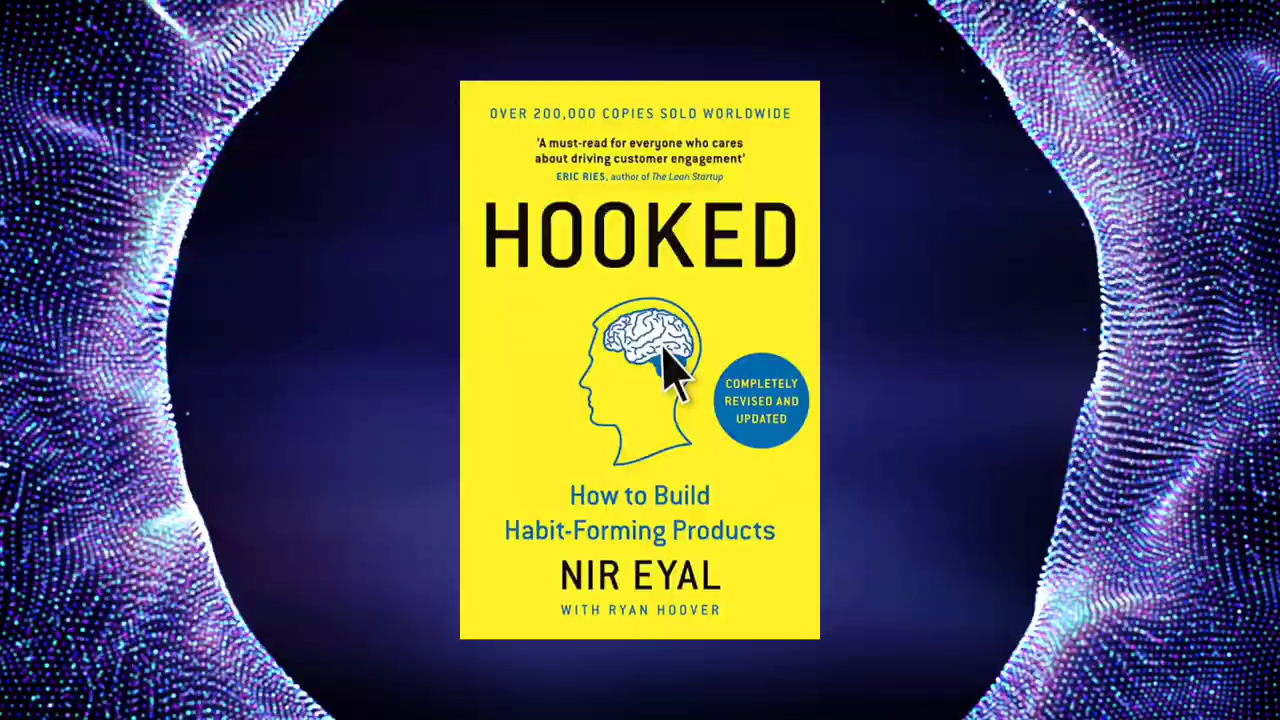 OVER 200,000 COPIES SOLD WORLDWIDE
'A must-read for everyone who cares
about driving customer engagement'
ERIC RIES, author of The Lean Startup
HOOKED
COMPLETELY
REVISED AND
UPDATED
How to Build
Habit-Forming Products
NIR EYAL
WITH RYAN HOOVER